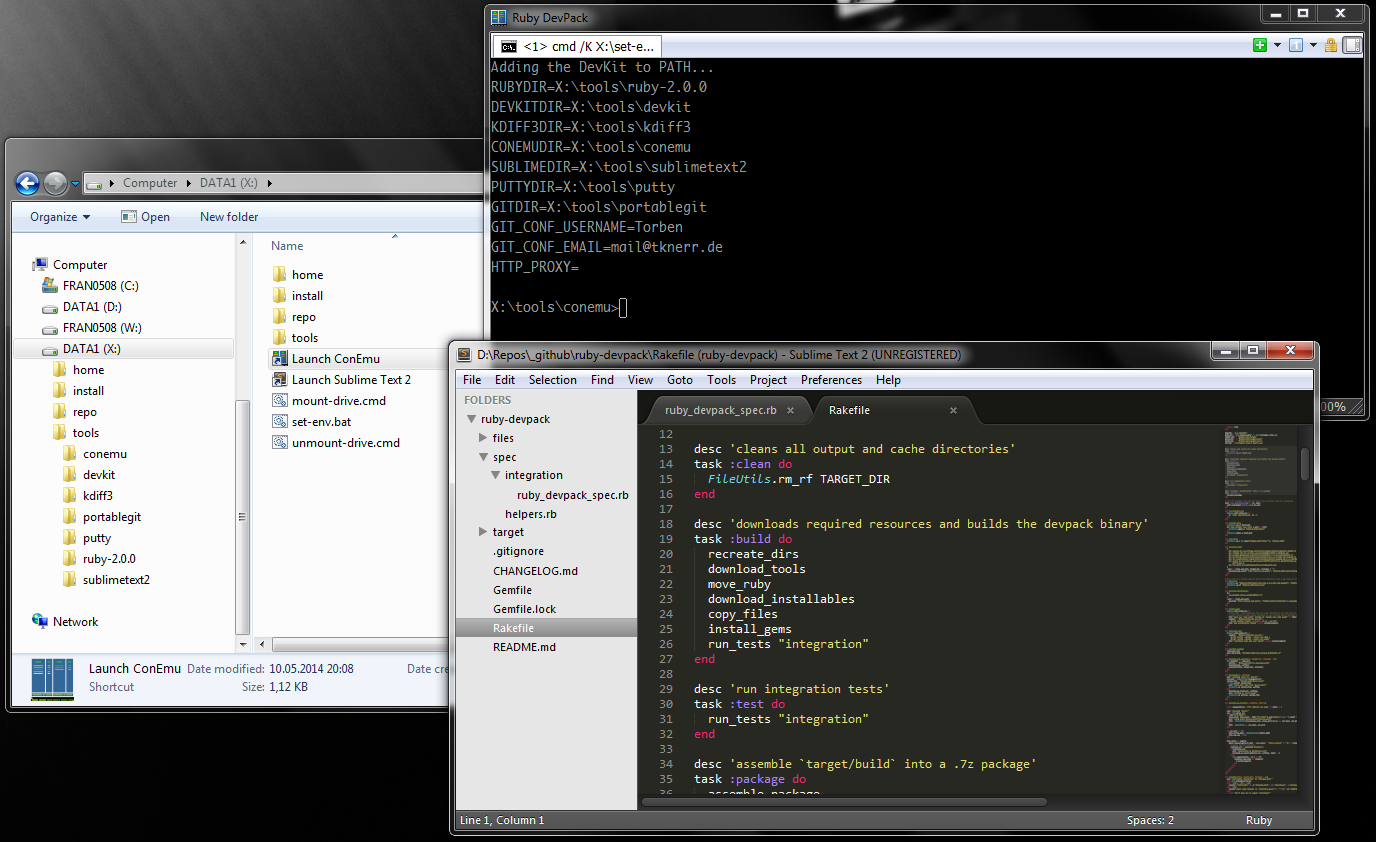 Ruby DevPack
<1> cmd /K X:\set-e...
Adding the DevKit to PATH...
RUBYDIR=X:\tools\ruby-2.0.0
DEVKITDIR=X:\tools\devkit
KDIFF3DIR=X:\tools\kdiff3
CONEMUDIR=X:\tools\conemu
SUBLIMEDIR=X:\tools\sublimetext2
PUTTYDIR=X:\tools\putty
GITDIR=X:\tools\portablegit
GIT_CONF_USERNAME=Torben
GIT_CONF_EMAIL=mail@tknerr.de
HTTP_PROXY=
X:\tools\conemu>
00%
Computer DATA1 (X:)
Organize Open New folder
Computer
FRAN0508 (C:)
DATA1 (D:)
FRAN0508 (W:)
DATA1 (X:)
home
install
repo
tools
conemu
devkit
kdiff3
portablegit
putty
ruby-2.0.0
sublimetext2
Network
Name
home
install
repo
tools
Launch ConEmu
Launch Sublime Text 2
mount-drive.cmd
set-env.bat
unmount-drive.cmd
Launch ConEmu Date modified: 10.05.2014 20:08 Date cre
Shortcut Size: 1,12 KB
D:\Repos\_github\ruby-devpack\Rakefile (ruby-devpack) - Sublime Text 2 (UNREGISTERED)
File Edit Selection Find View Goto Tools Project Preferences Help
FOLDERS
ruby-devpack
files
spec
integration
ruby_devpack_spec.rb
helpers.rb
target
.gitignore
CHANGELOG.md
Gemfile
Gemfile.lock
Rakefile
README.md
ruby_devpack_spec.rb Rakefile
12
13 desc 'cleans all output and cache directories'
14 task :clean do
15 FileUtils.rm_rf TARGET_DIR
16 end
17
18 desc 'downloads required resources and builds the devpack binary'
19 task :build do
20 recreate_dirs
21 download_tools
22 move_ruby
23 download_installables
24 copy_files
25 install_gems
26 run_tests "integration"
27 end
28
29 desc 'run integration tests'
30 task :test do
31 run_tests "integration"
32 end
33
34 desc 'assemble `target/build` into a .7z package'
35 task :package do
36 assemble_package
Line 1, Column 1 Spaces: 2 Ruby